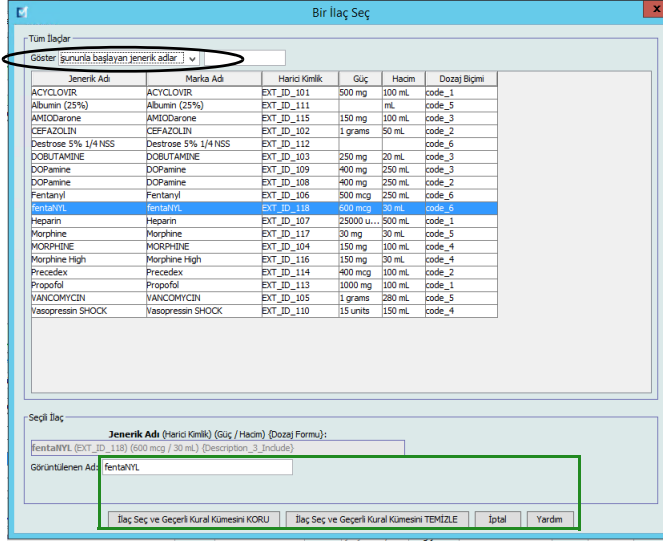 Bir İlaç Seç
x
Tüm İlaçlar
Göster şununla başlayan jenerik adlar
Jenerik Adı Marka Adı Harici Kimlik Güç Hacim Dozaj Biçimi
ACYCLOVIR ACYCLOVIR EXT_ID_101 500 mg 100 mL code_1
Albumin (25%) Albumin (25%) EXT_ID_111 mL code_5
AMIODarone AMIODarone EXT_ID_115 150 mg 100 mL code_3
CEFAZOLIN CEFAZOLIN EXT_ID_102 1 grams 50 mL code_2
Destrose 5% 1/4 NSS Destrose 5% 1/4 NSS EXT_ID_112 code_6
DOBUTAMINE DOBUTAMINE EXT_ID_103 250 mg 20 mL code_3
DOPamine DOPamine EXT_ID_109 400 mg 250 mL code_3
DOPamine DOPamine EXT_ID_108 400 mg 250 mL code_2
Fentanyl Fentanyl EXT_ID_106 500 mcg 250 mL code_6
fentaNYL fentaNYL EXT_ID_118 600 mcg 30 mL code_6
Heparin Heparin EXT_ID_107 25000 u... 500 mL code_1
Morphine Morphine EXT_ID_117 30 mg 30 mL code_5
MORPHINE MORPHINE EXT_ID_104 150 mg 100 mL code_4
Morphine High Morphine High EXT_ID_116 150 mg 30 mL code_4
Precedex Precedex EXT_ID_114 400 mcg 100 mL code_2
Propofol Propofol EXT_ID_113 1000 mg 100 mL code_1
VANCOMYCIN VANCOMYCIN EXT_ID_105 1 grams 280 mL code_5
Vasopressin SHOCK Vasopressin SHOCK EXT_ID_110 15 units 150 mL code_4
Seçili İlaç
Jenerik Adı (Harici Kimlik) (Güç / Hacim) {Dozaj Formu}:
fentaNYL (EXT_ID_118) (600 mcg / 30 mL) {Description_3_Include}
Görüntülenen Ad: fentaNYL
İlaç Seç ve Geçerli Kural Kümesini KORU İlaç Seç ve Geçerli Kural Kümesini TEMİZLE İptal Yardım